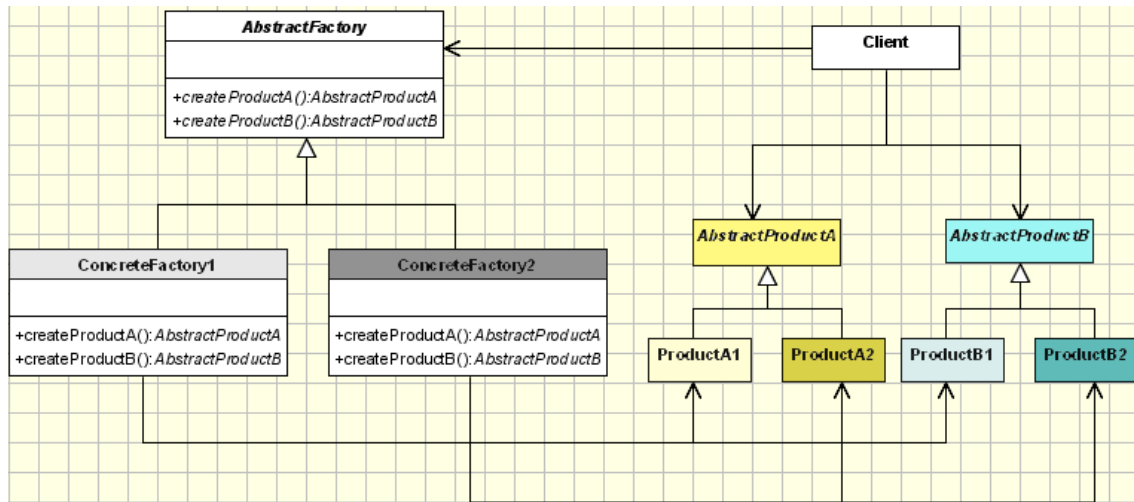 AbstractFactory
Client
+createProductA():AbstractProductA
+createProductB():AbstractProductB
AbstractProductA
AbstractProductB
ConcreteFactory1
ConcreteFactory2
+createProductA():AbstractProductA
+createProductB():AbstractProductB
+createProductA():AbstractProductA
+createProductB():AbstractProductB
ProductA1
ProductA2
ProductB1
ProductB2